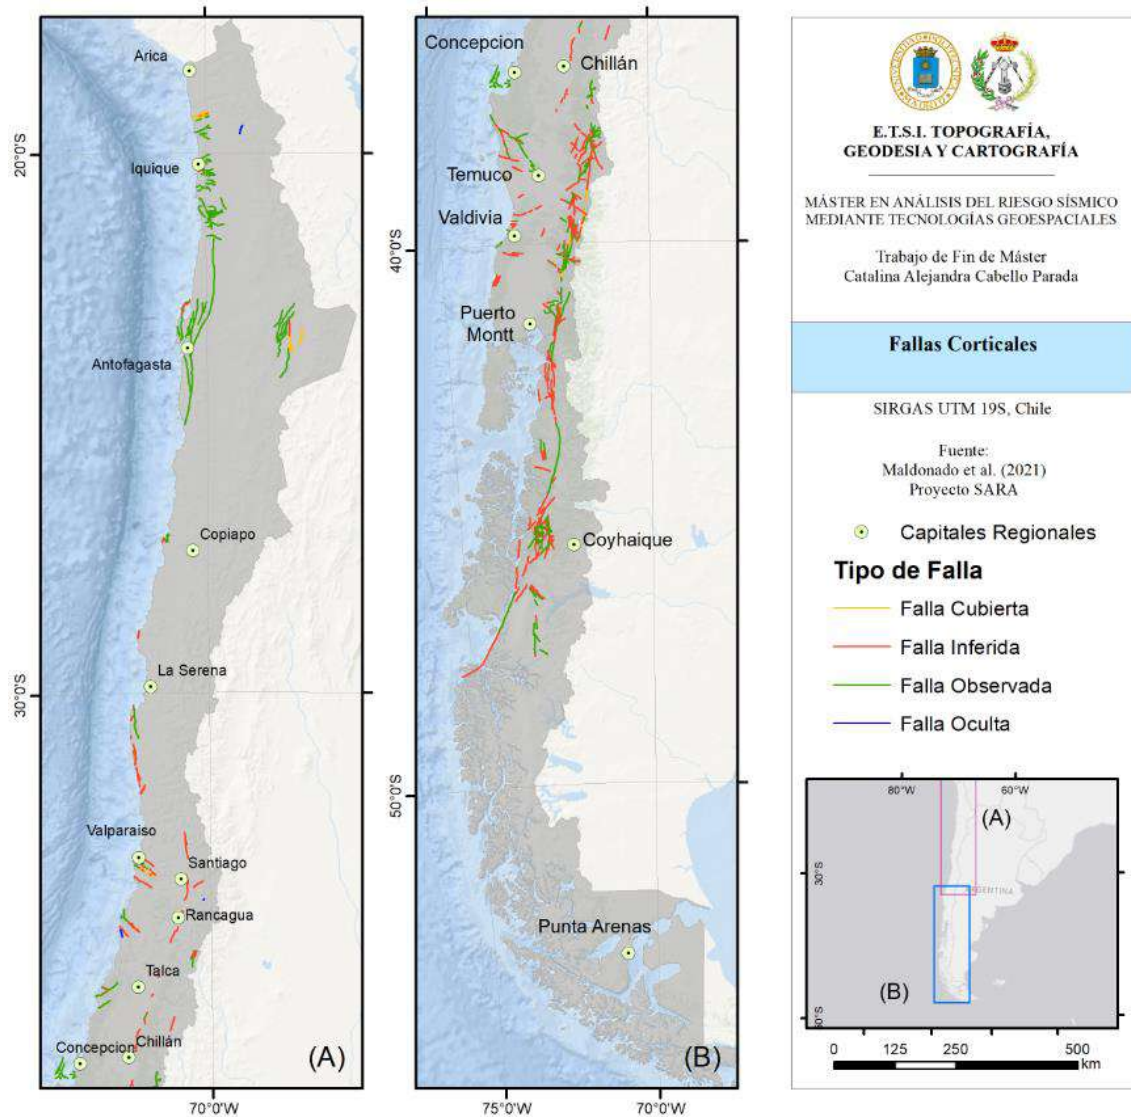 Arica
20°0'S
Iquique
Antofagasta
Copiapo
La Serena
30°0'S
Valparaiso
Santiago
Rancagua
Talca
Concepcion
Chillán
(A)
70°0'W
Concepcion
Chillán
Temuco
Valdivia
40°0'S
Puerto
Montt
Coyhaique
50°0'S
Punta Arenas
(B)
75°0'W
70°0'W
E.T.S.I. TOPOGRAFÍA,
GEODESIA Y CARTOGRAFÍA
MÁSTER EN ANÁLISIS DEL RIESGO SÍSMICO
MEDIANTE TECNOLOGÍAS GEOESPACIALES
Trabajo de Fin de Máster
Catalina Alejandra Cabello Parada
Fallas Corticales
SIRGAS UTM 19S, Chile
Fuente:
Maldonado et al. (2021)
Proyecto SARA
Capitales Regionales
Tipo de Falla
Falla Cubierta
Falla Inferida
Falla Observada
Falla Oculta
80°W
60°W
(A)
30°S
(B)
0
125
250
500
km